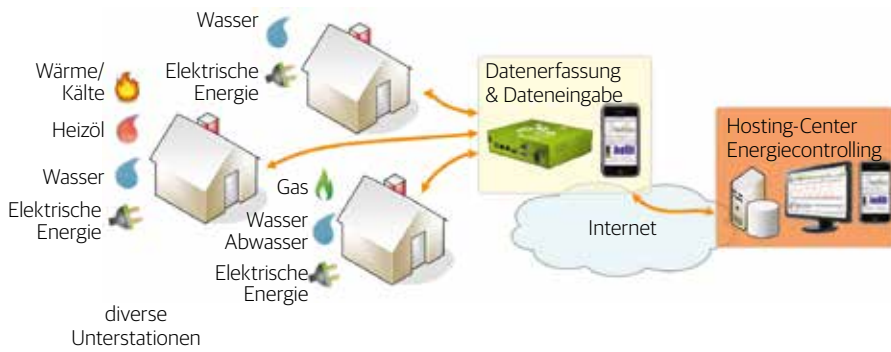 Wasser
Elektrische
Energie
Wärme/
Kälte
Heizöl
Wasser
Elektrische
Energie
Gas
Wasser
Abwasser
Elektrische
Energie
diverse
Unterstationen
Datenerfassung
& Dateneingabe
Internet
Hosting-Center
Energiecontrolling